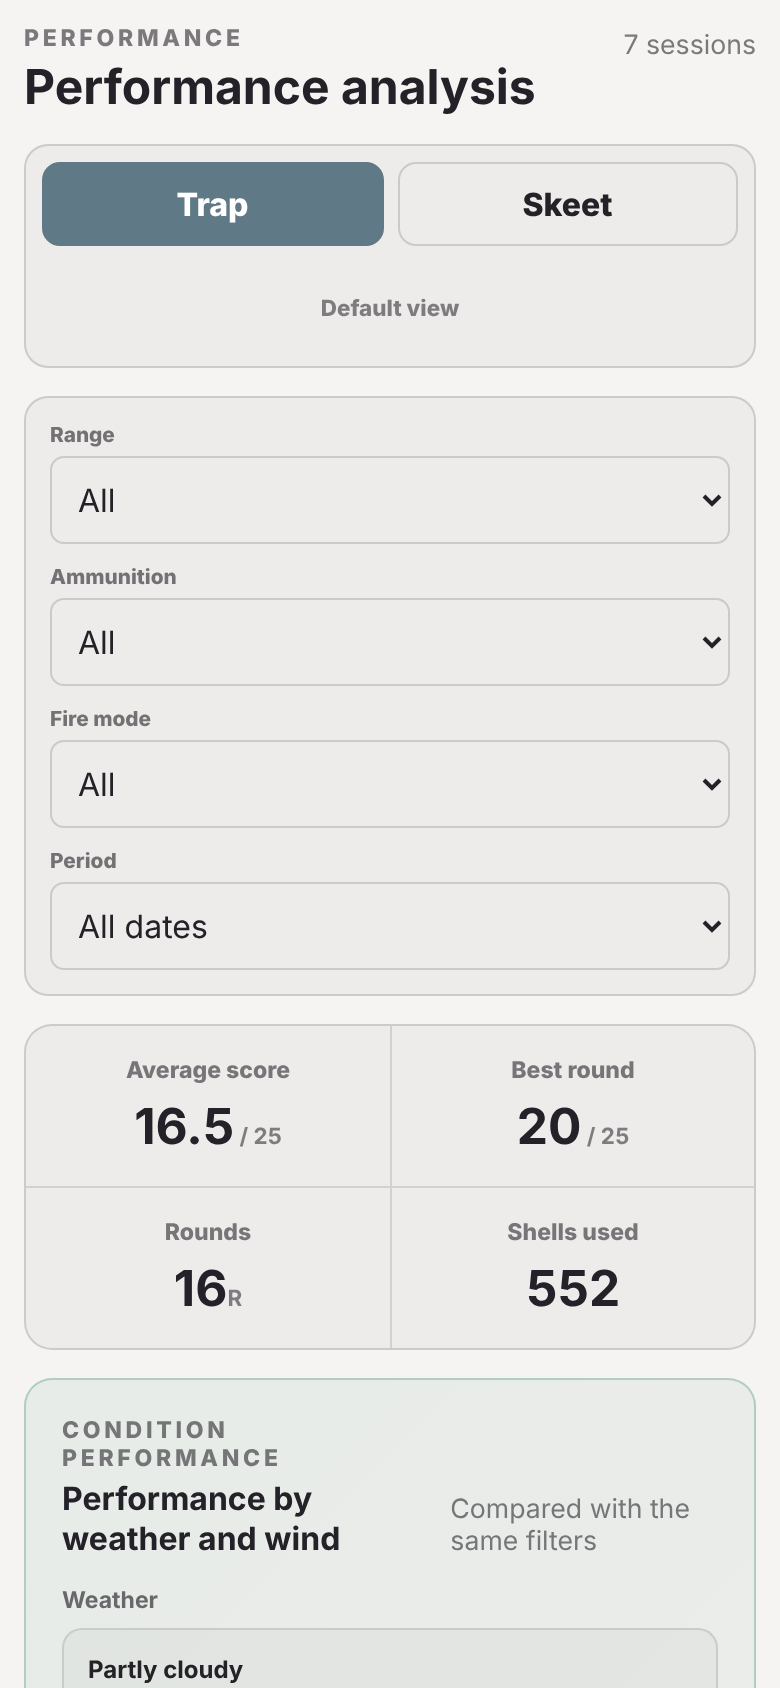 PERFORMANCE
7 sessions
Performance analysis
Trap
Skeet
Default view
Range
All
Ammunition
All
Fire mode
All
Period
All dates
Average score
16.5 / 25
Best round
20 / 25
Rounds
16R
Shells used
552
CONDITION
PERFORMANCE
Performance by
weather and wind
Compared with the
same filters
Weather
Partly cloudy